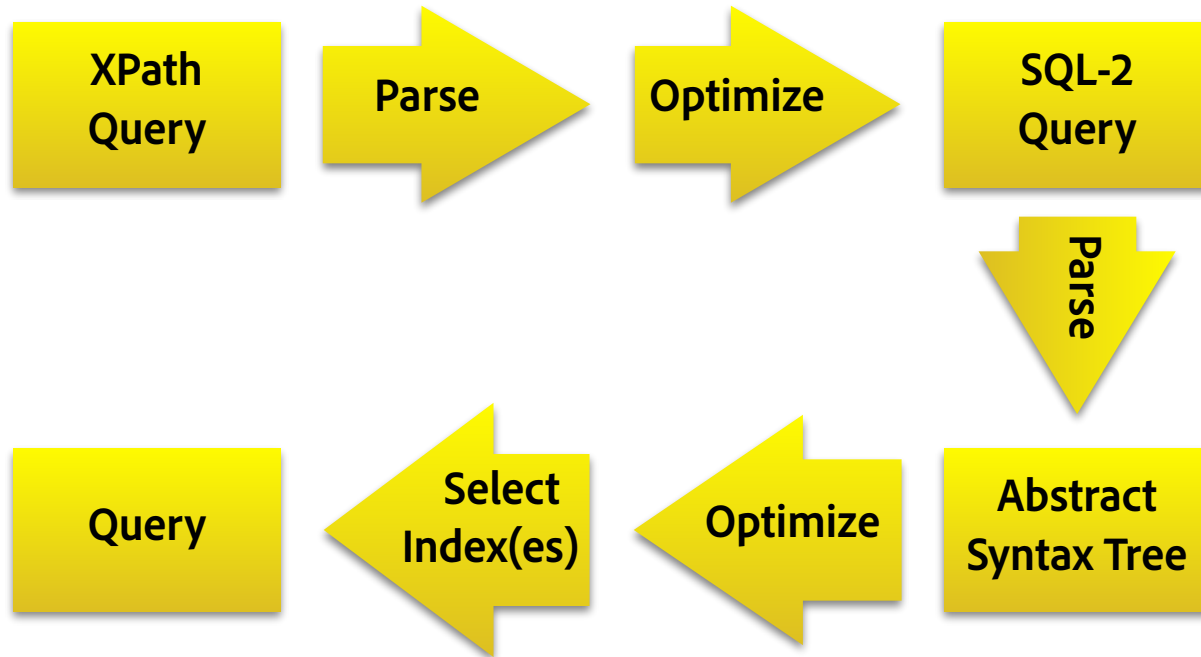 XPath
Query
Parse
Optimize
SQL-2
Query
Parse
Abstract
Syntax Tree
Optimize
Select
Index(es)
Query